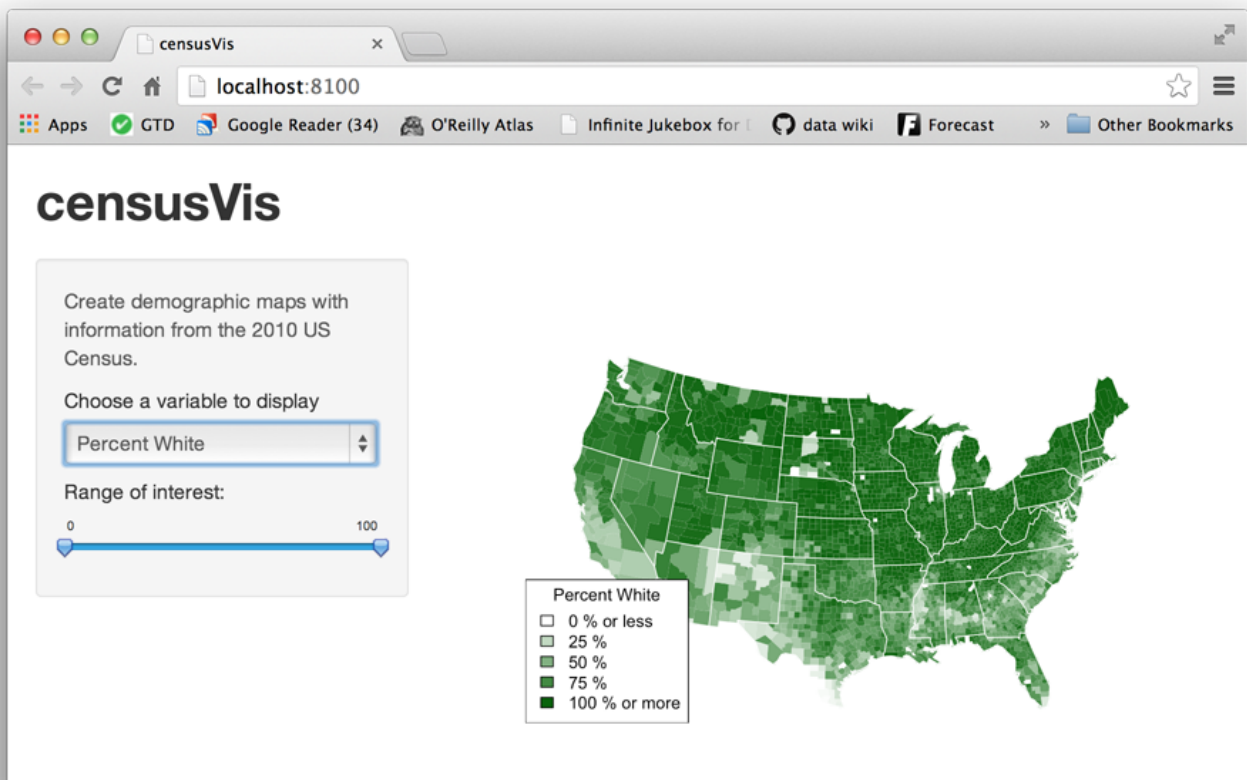 censusVis
localhost:8100
Apps GTD Google Reader (34) O'Reilly Atlas Infinite Jukebox for data wiki Forecast » Other Bookmarks
censusVis
Create demographic maps with
information from the 2010 US
Census.
Choose a variable to display
Percent White
Range of interest:
0 100
Percent White
0 % or less
25 %
50 %
75 %
100 % or more